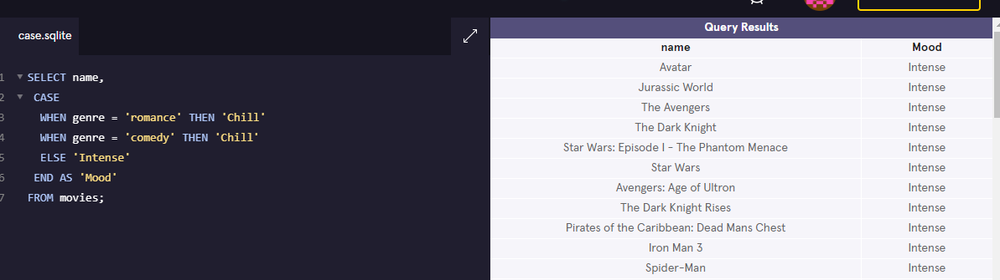 case.sqlite
1 SELECT name,
2 CASE
3 WHEN genre = 'romance' THEN 'Chill'
4 WHEN genre = 'comedy' THEN 'Chill'
5 ELSE 'Intense'
6 END AS 'Mood'
7 FROM movies;
Query Results
name Mood
Avatar Intense
Jurassic World Intense
The Avengers Intense
The Dark Knight Intense
Star Wars: Episode I - The Phantom Menace Intense
Star Wars Intense
Avengers: Age of Ultron Intense
The Dark Knight Rises Intense
Pirates of the Caribbean: Dead Mans Chest Intense
Iron Man 3 Intense
Spider-Man Intense